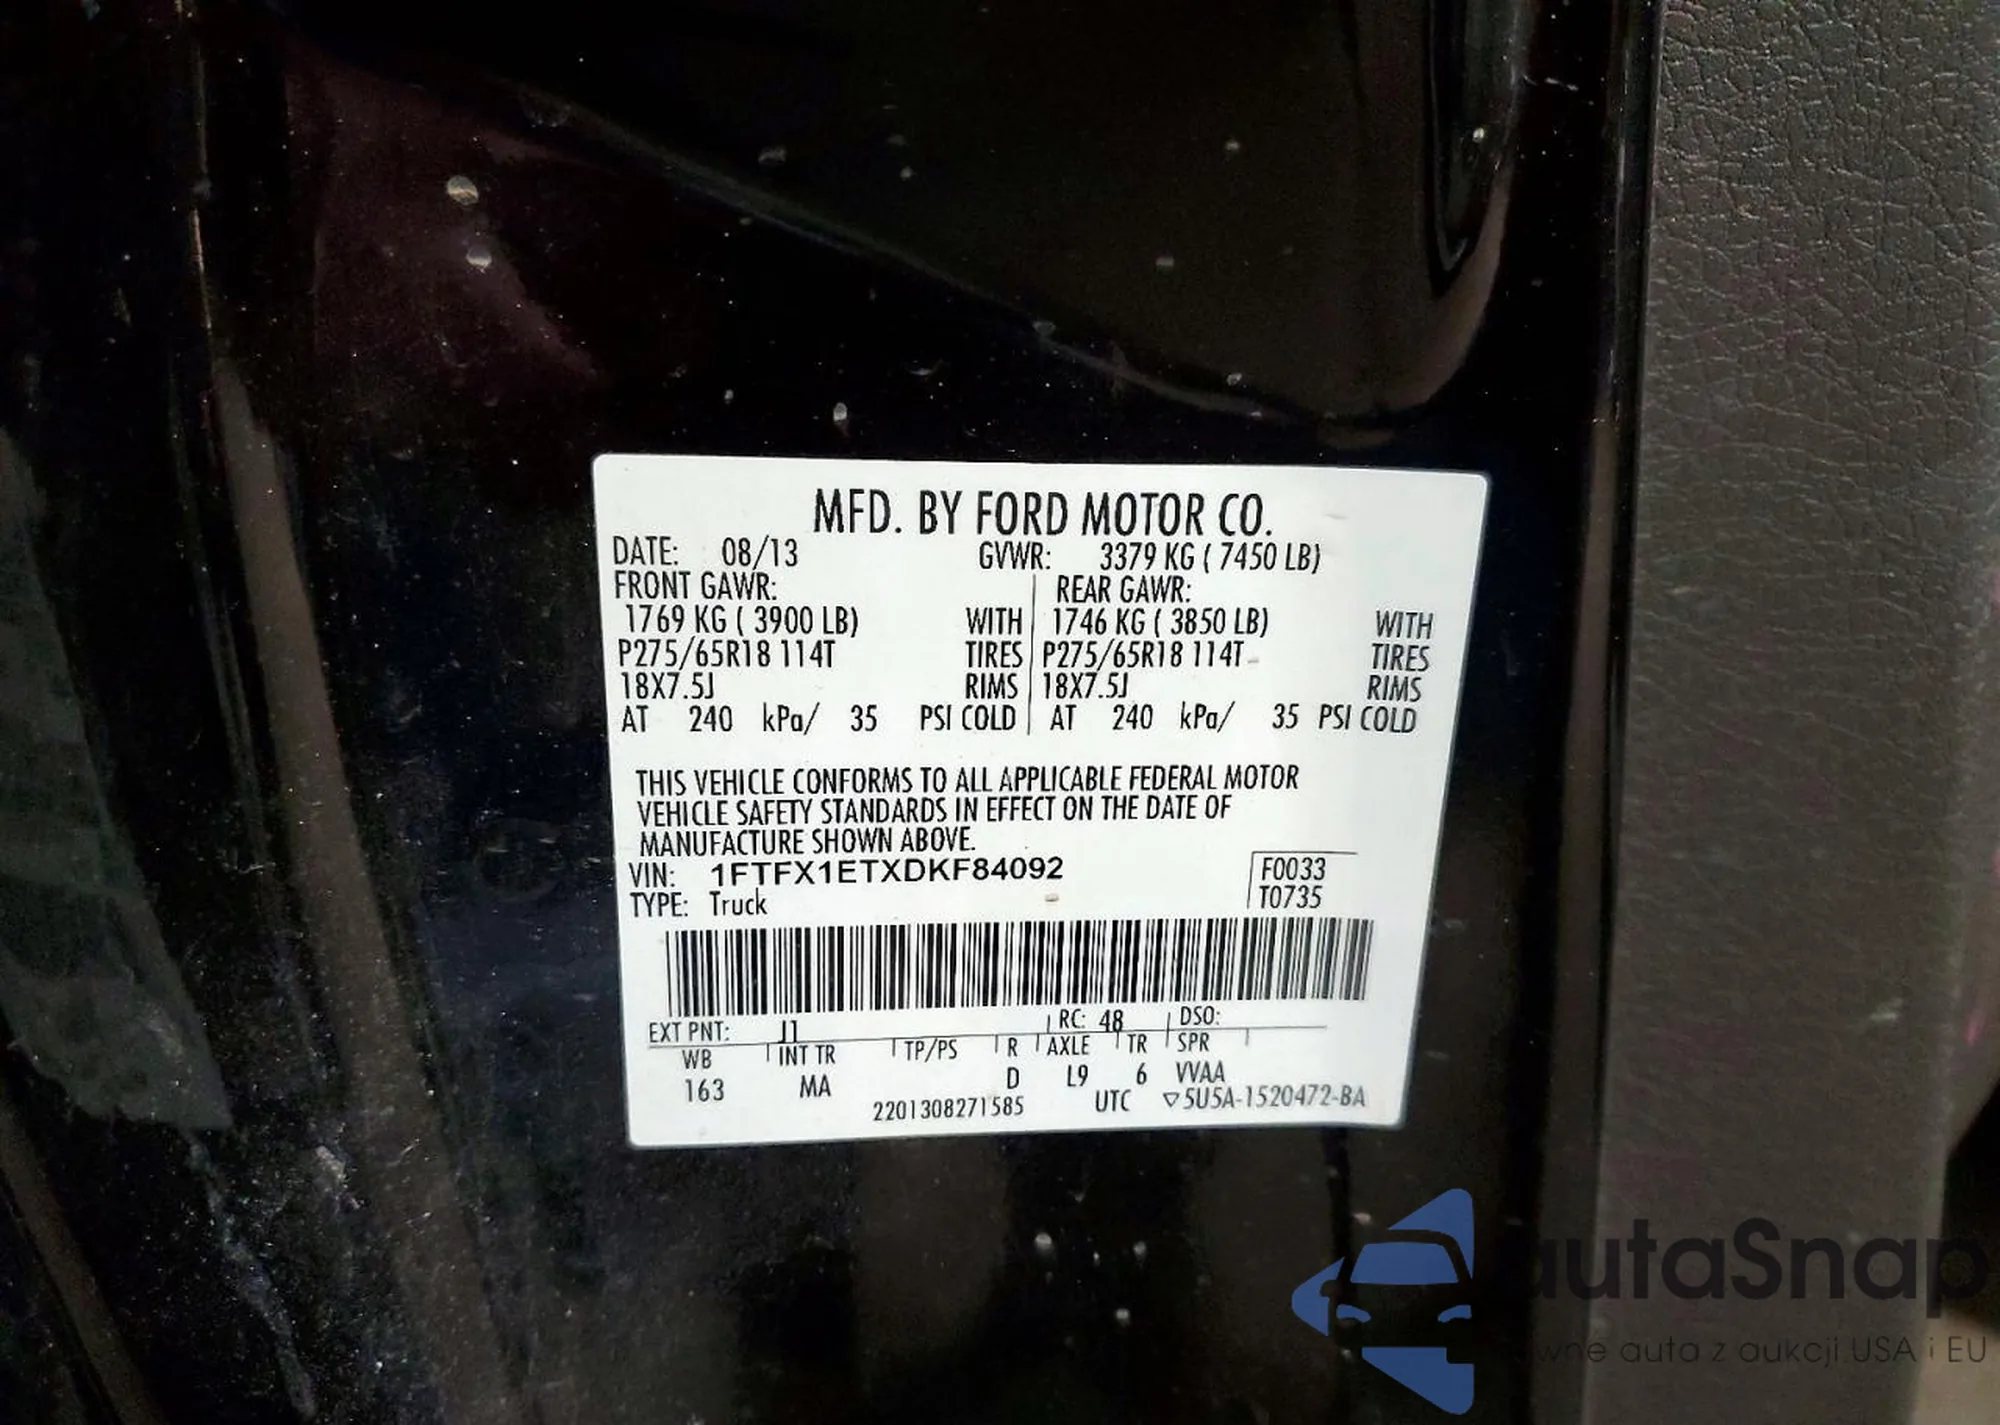 MFD. BY FORD MOTOR CO.
DATE: 08/13 GVWR: 3379 KG ( 7450 LB)
FRONT GAWR: REAR GAWR:
1769 KG ( 3900 LB) WITH 1746 KG ( 3850 LB) WITH
P275/65R18 114T TIRES P275/65R18 114T TIRES
18X7.5J RIMS 18X7.5J RIMS
AT 240 kPa/ 35 PSI COLD AT 240 kPa/ 35 PSI COLD
THIS VEHICLE CONFORMS TO ALL APPLICABLE FEDERAL MOTOR
VEHICLE SAFETY STANDARDS IN EFFECT ON THE DATE OF
MANUFACTURE SHOWN ABOVE.
VIN: 1FTFX1ETXDKF84092 F0033
TYPE: Truck T0735
EXT PNT: J1 RC: 48 DSO:
WB INT TR TP/PS R AXLE TR SPR
163 MA D L9 6 VVAA
2201308271585 UTC ▽5U5A-1520472-BA
autaSnap
auta z aukcji USA i EU